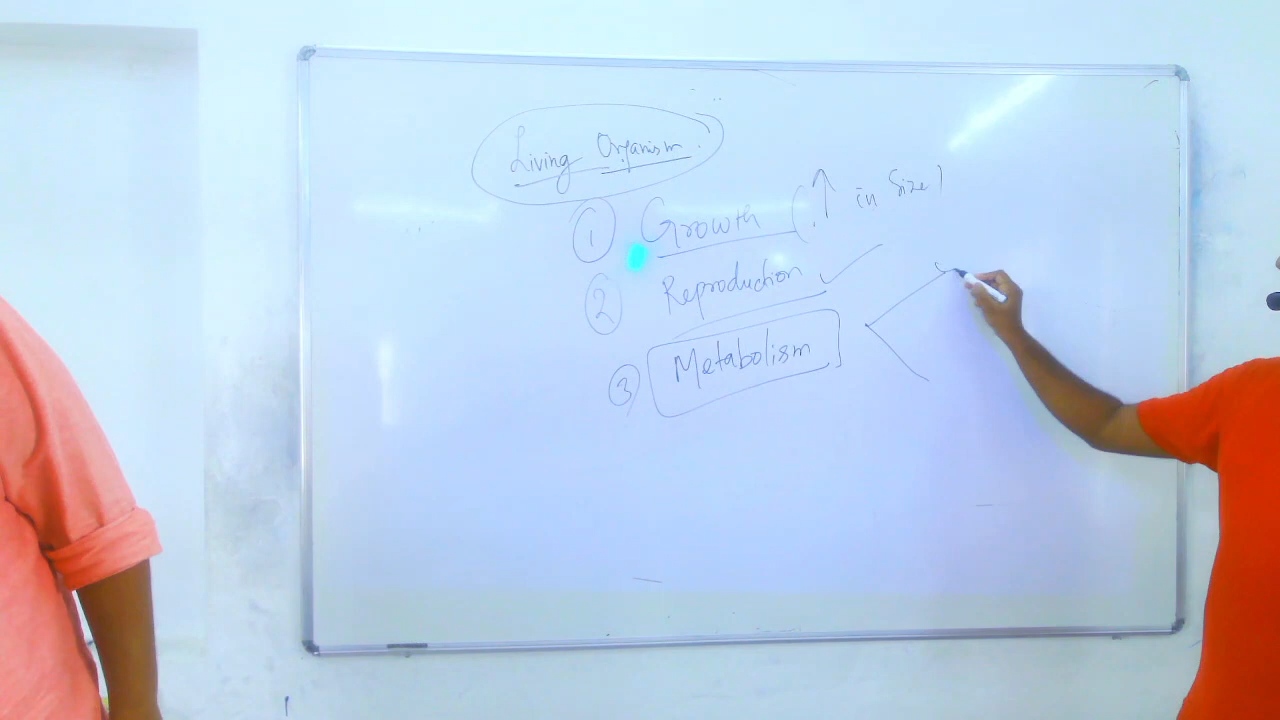 Living Organism.
① Growth (↑ in Size)
② Reproduction ✓
③ Metabolism